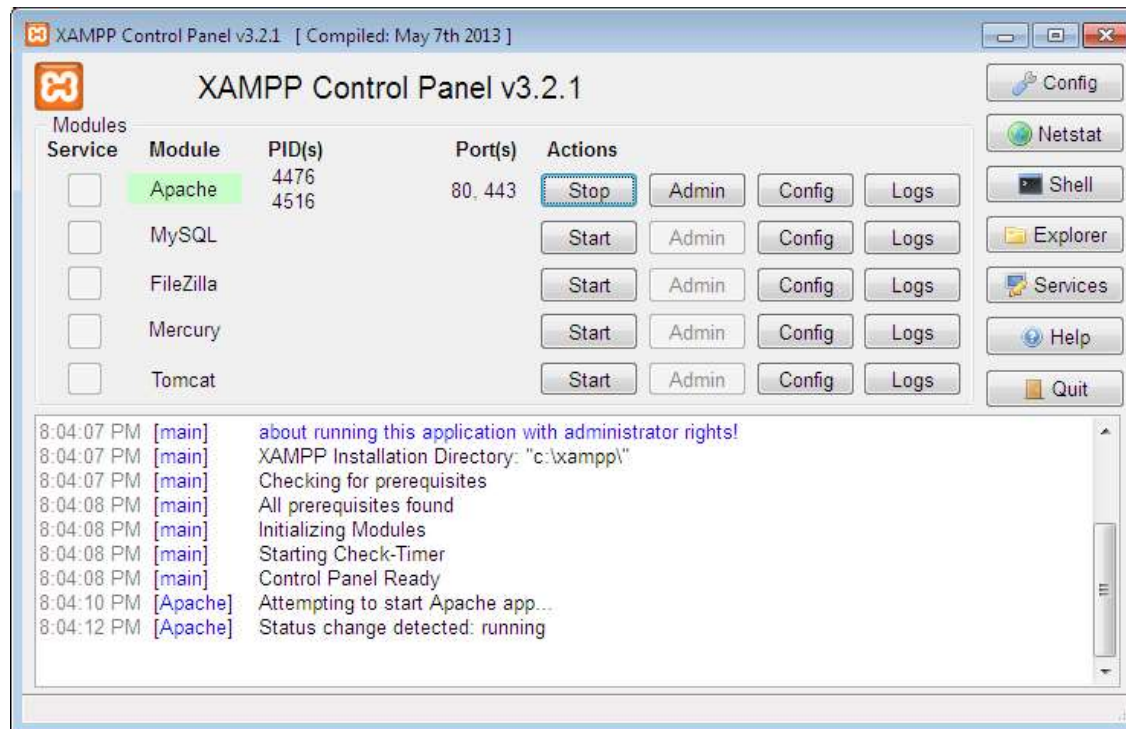 XAMPP Control Panel v3.2.1 [ Compiled: May 7th 2013 ]
XAMPP Control Panel v3.2.1
Config
Modules
Netstat
Service Module PID(s) Port(s) Actions
Apache 4476 80, 443 Stop Admin Config Logs
4516
Shell
MySQL Start Admin Config Logs
Explorer
FileZilla Start Admin Config Logs
Services
Mercury Start Admin Config Logs
Help
Tomcat Start Admin Config Logs
Quit
8:04:07 PM [main] about running this application with administrator rights!
8:04:07 PM [main] XAMPP Installation Directory: "c:\xampp\"
8:04:07 PM [main] Checking for prerequisites
8:04:08 PM [main] All prerequisites found
8:04:08 PM [main] Initializing Modules
8:04:08 PM [main] Starting Check-Timer
8:04:08 PM [main] Control Panel Ready
8:04:10 PM [Apache] Attempting to start Apache app...
8:04:12 PM [Apache] Status change detected: running